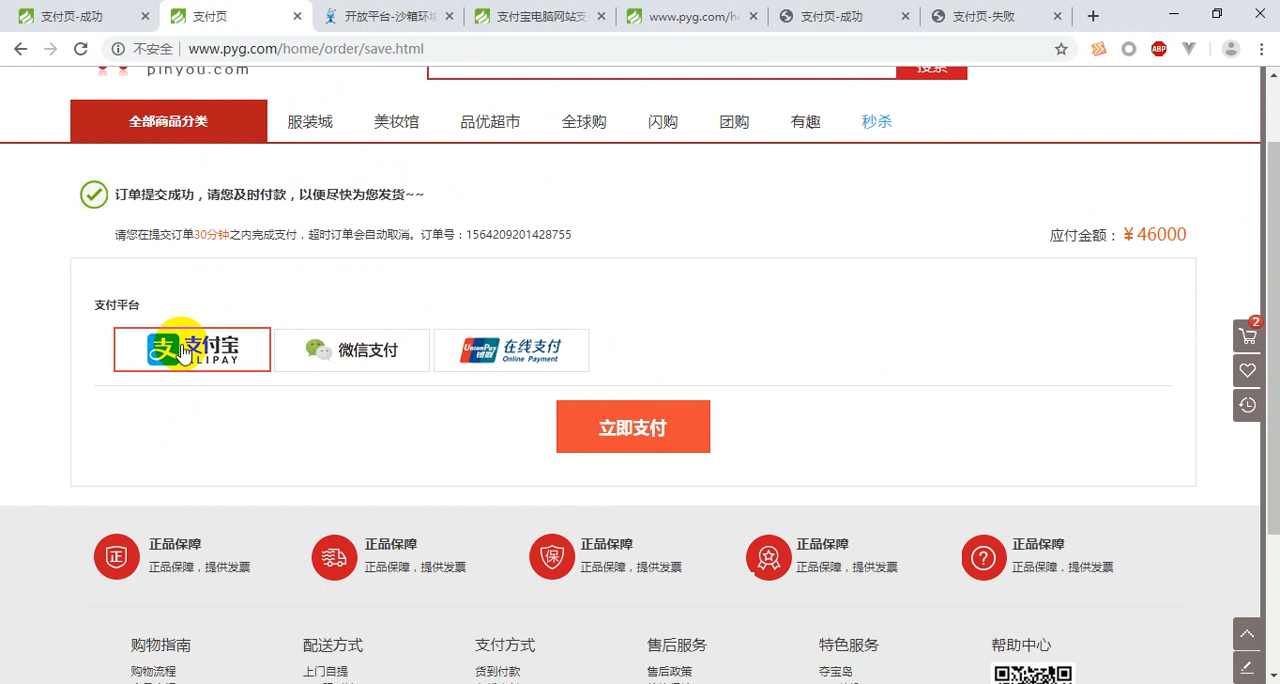 支付页-成功
支付页
开放平台-沙箱环境
支付宝电脑网站支
www.pyg.com/h
支付页-成功
支付页-失败
不安全 www.pyg.com/home/order/save.html
ABP
pinyou.com
搜索
全部商品分类 服装城 美妆馆 品优超市 全球购 闪购 团购 有趣 秒杀
订单提交成功，请您及时付款，以便尽快为您发货~~
请您在提交订单30分钟之内完成支付，超时订单会自动取消。订单号：1564209201428755
应付金额：￥46000
2
支付平台
支 支付宝
微信支付
UnionPay 银联 在线支付
Online Payment
立即支付
正 正品保障 正品保障 保 正品保障 正品保障 正品保障
正品保障，提供发票 正品保障，提供发票 正品保障，提供发票 正品保障，提供发票 正品保障，提供发票
购物指南 配送方式 支付方式 售后服务 特色服务 帮助中心
购物流程 上门自提 货到付款 售后政策 夺宝岛